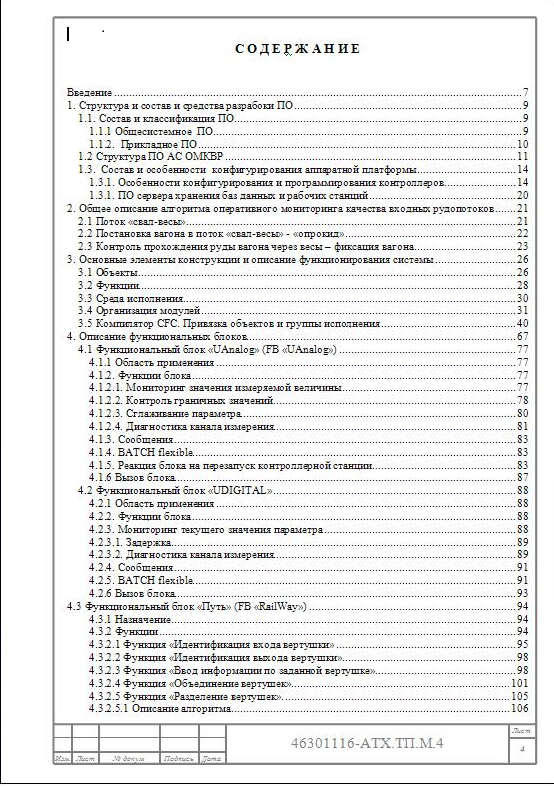 СОДЕРЖАНИЕ
Введение 7
1. Структура и состав и средства разрабоки ПО 9
1.1. Состав и классификация ПО 9
1.1.1 Общесистемное ПО 9
1.1.2. Прикладное ПО 10
1.2 Структура ПО АС ОМКВР 11
1.3. Состав и особенности конфигурирования аппаратной платформы 14
1.3.1. Особенности конфигурирования и программирования контроллеров 14
1.3.1. ПО сервера хранения баз данных и рабочих станций 20
2. Общее описание алгоритма оперативного мониторинга качества входных рудопотоков 21
2.1 Поток «свал-весы» 21
2.2 Постановка вагона в поток «свал-весы» - «опрокид» 22
2.3 Контроль прохождения руды вагона через весы – фиксация вагона 23
3. Основные элементы конструкции и описание функционирования системы 26
3.1 Объекты 26
3.2 Функции 28
3.3 Среда исполнения 30
3.4 Организация модулей 31
3.5 Компилятор CFC. Привязка объектов и группы исполнения 40
4. Описание функциональных блоков 67
4.1 Функциональный блок «UAnalog» (FB «UAnalog») 77
4.1.1 Область применения 77
4.1.2. Функции блока 77
4.1.2.1. Мониторинг значения измеряемой величины 77
4.1.2.2. Контроль граничных значений 78
4.1.2.3. Сглаживание параметра 80
4.1.2.4. Диагностика канала измерения 81
4.1.3. Сообщения 83
4.1.4. BATCH flexible 83
4.1.5. Реакция блока на перезапуск контроллерной станции 83
4.1.6 Вызов блока 87
4.2 Функциональный блок «UDIGITAL» 88
4.2.1 Область применения 88
4.2.2. Функции блока 88
4.2.3. Мониторинг текущего значения параметра 88
4.2.3.1. Задержка 89
4.2.3.2. Диагностика канала измерения 89
4.2.4. Сообщения 91
4.2.5. BATCH flexible 91
4.2.6 Вызов блока 93
4.3 Функциональный блок «Путь» (FB «RailWay») 94
4.3.1 Назначение 94
4.3.2 Функции 94
4.3.2.1 Функция «Идентификация входа вертушки» 95
4.3.2.2 Функция «Идентификация выхода вертушки» 98
4.3.2.3 Функция «Ввод информации по заданной вертушке» 98
4.3.2.4 Функция «Объединение вертушек» 101
4.3.2.5 Функция «Разделение вертушек» 105
4.3.2.5.1 Описание алгоритма 106
46301116-АТХ.ТП.М.4
Лист
4
Изм. Лист № докум. Подпись Дата